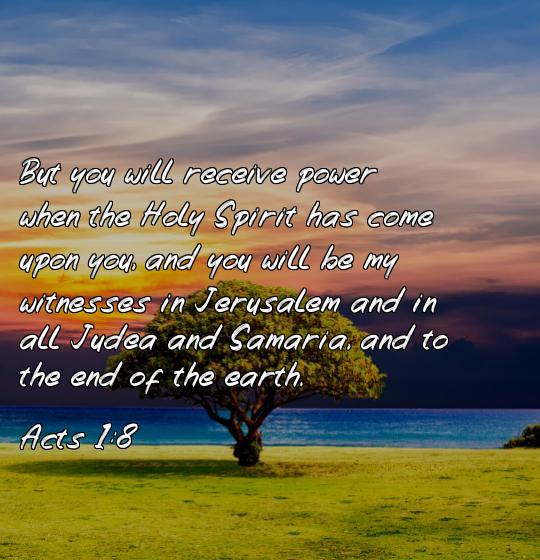 But you will receive power
when the Holy Spirit has come
upon you, and you will be my
witnesses in Jerusalem and in
all Judea and Samaria, and to
the end of the earth.
Acts 1:8